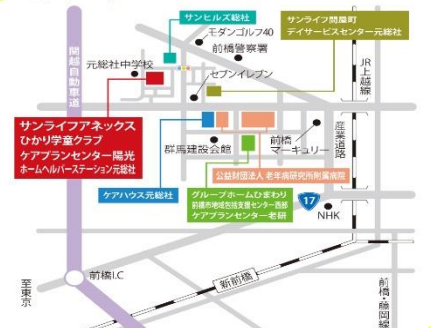 サンヒルズ総社
サンライフ問屋町
デイサービスセンター元総社
モダンゴルフ40
前橋警察署
元総社中学校
セブンイレブン
関越自動車道
JR上越線
サンライフアネックス
ひかり学童クラブ
ケアプランセンター陽光
ホームヘルパーステーション元総社
群馬建設会館
前橋
マーキュリー
産業道路
公益財団法人 老年病研究所附属病院
ケアハウス元総社
グループホームひまわり
前橋市地域包括支援センター西部
ケアプランセンター老研
17
NHK
前橋I.C
新前橋
至東京
前橋・藤岡線